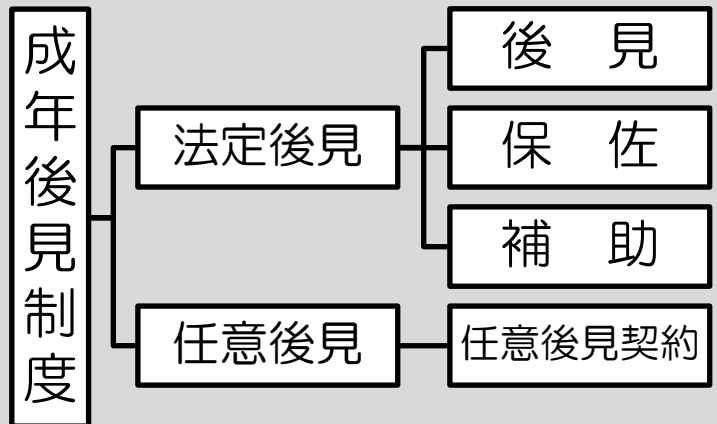 成年後見制度
法定後見
後見
保佐
補助
任意後見
任意後見契約